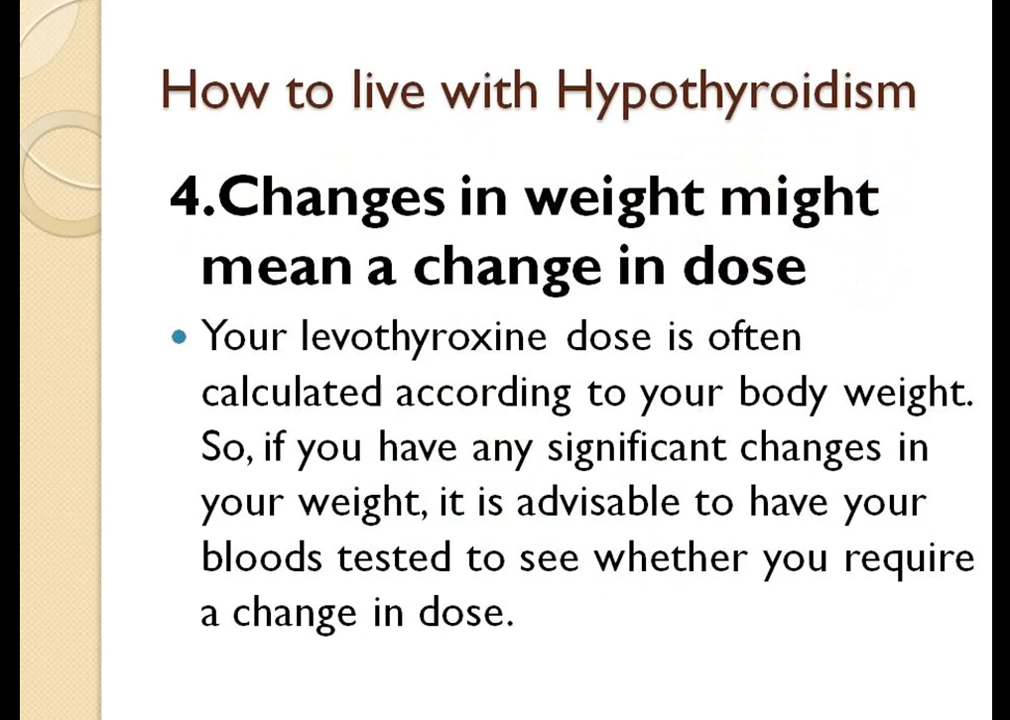 How to live with Hypothyroidism
4.Changes in weight might
mean a change in dose
• Your levothyroxine dose is often
calculated according to your body weight.
So, if you have any significant changes in
your weight, it is advisable to have your
bloods tested to see whether you require
a change in dose.